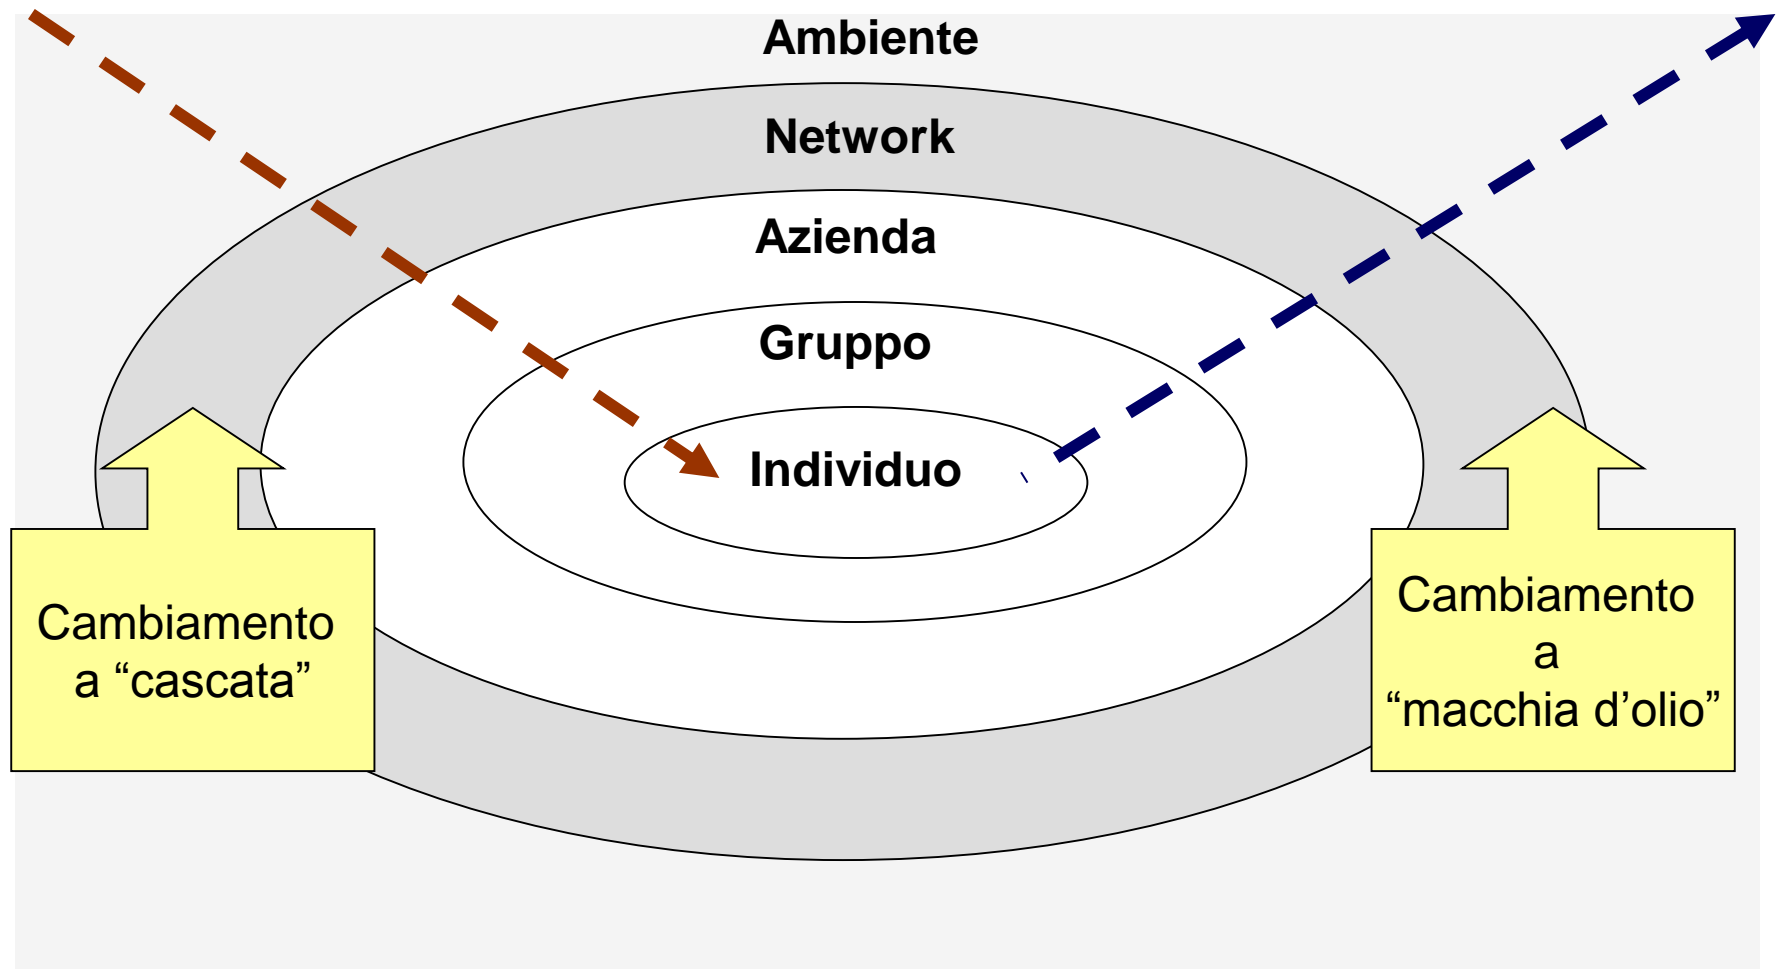 Ambiente
Network
Azienda
Gruppo
Individuo
Cambiamento
a “cascata”
Cambiamento
a
“macchia d’olio”